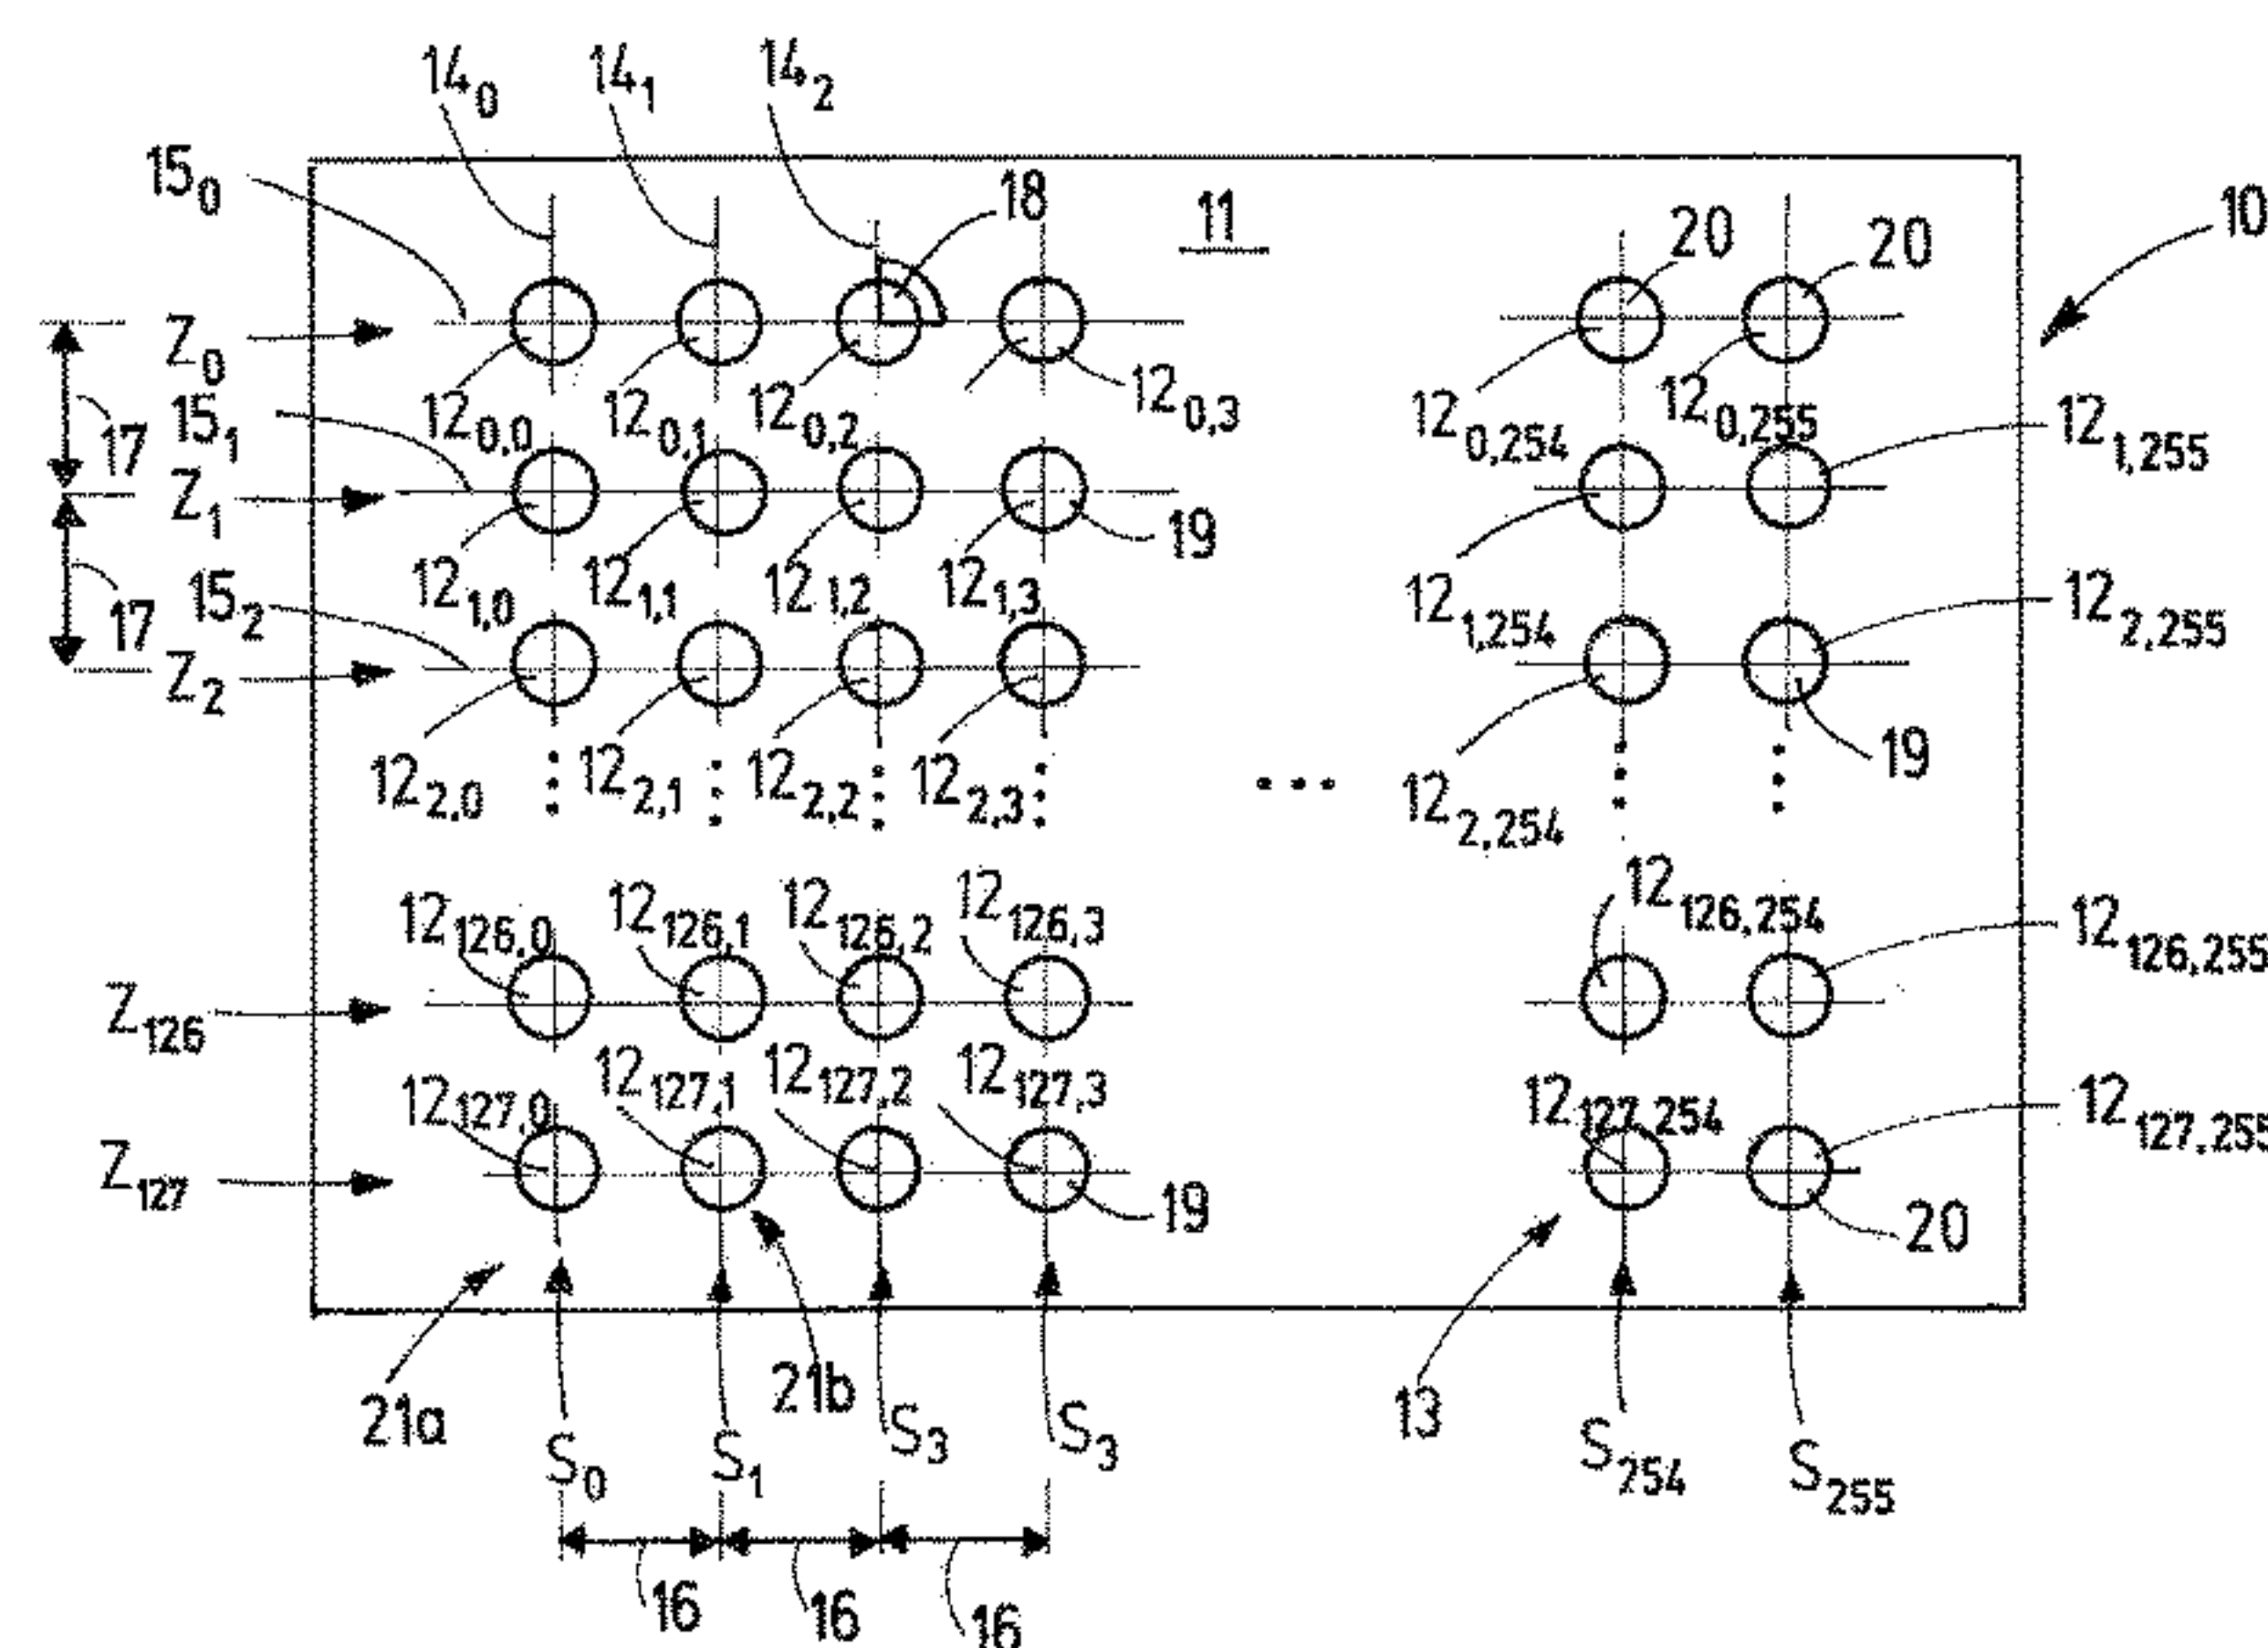 14₀ 14₁ 14₂
15₀ 18 11 20 20 10
Z₀
12₀,₀ 12₀,₁ 12₀,₂ 12₀,₃ 12₀,₂₅₄ 12₀,₂₅₅ 12₁,₂₅₅
17 15₁
Z₁ 19
12₁,₀ 12₁,₁ 12₁,₂ 12₁,₃ 12₁,₂₅₄ 12₂,₂₅₅
17 15₂
Z₂
12₂,₀ 12₂,₁ 12₂,₂ 12₂,₃ ... 12₂,₂₅₄ 19
12₁₂₆,₀ 12₁₂₆,₁ 12₁₂₆,₂ 12₁₂₆,₃ 12₁₂₆,₂₅₄ 12₁₂₆,₂₅₅
Z₁₂₆
12₁₂₇,₀ 12₁₂₇,₁ 12₁₂₇,₂ 12₁₂₇,₃ 12₁₂₇,₂₅₄ 12₁₂₇,₂₅₅
Z₁₂₇ 19 20
21a 21b 13
S₀ S₁ S₃ S₃ S₂₅₄ S₂₅₅
16 16 16